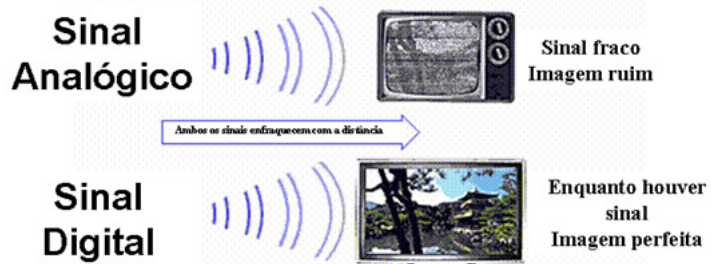 Sinal
Analógico
Sinal fraco
Imagem ruim
Ambos os sinais enfraquecem com a distância
Sinal
Digital
Enquanto houver
sinal
Imagem perfeita